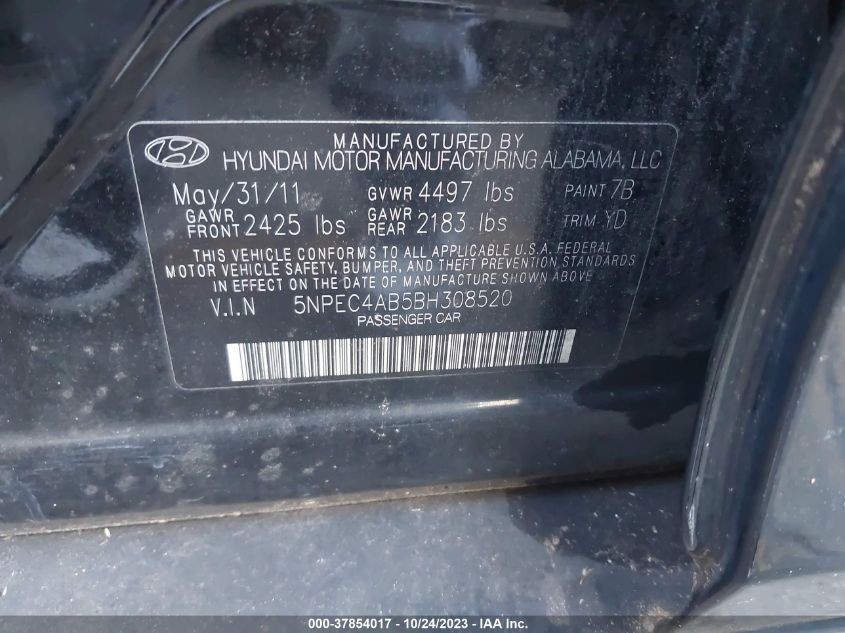 MANUFACTURED BY
HYUNDAI MOTOR MANUFACTURING ALABAMA, LLC
May/31/11 GVWR 4497 lbs PAINT 7B
GAWR FRONT 2425 lbs GAWR REAR 2183 lbs TRIM YD
THIS VEHICLE CONFORMS TO ALL APPLICABLE U.S.A. FEDERAL
MOTOR VEHICLE SAFETY, BUMPER, AND THEFT PREVENTION STANDARDS
IN EFFECT ON THE DATE OF MANUFACTURE SHOWN ABOVE
V.I.N 5NPEC4AB5BH308520
PASSENGER CAR
000-37854017 - 10/24/2023 - IAA Inc.